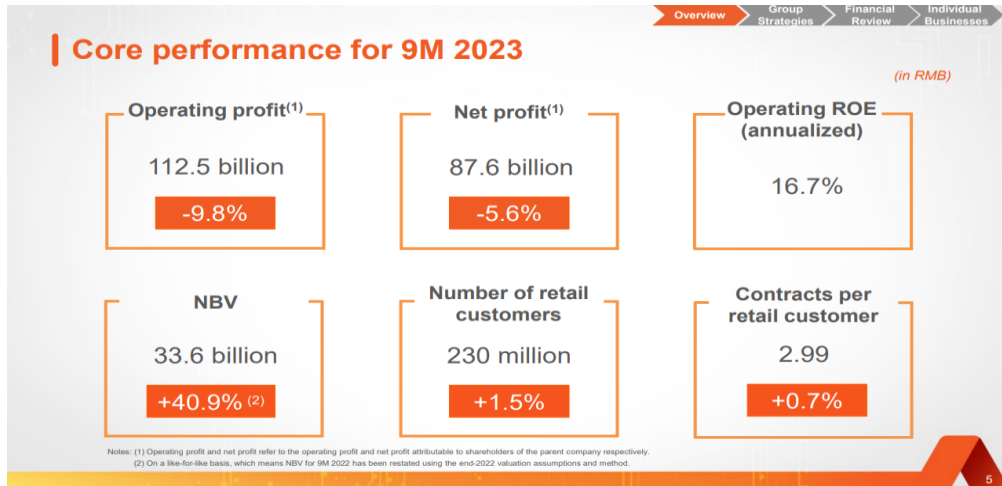 Overview
Group
Strategies
Financial
Review
Individual
Businesses
Core performance for 9M 2023
(in RMB)
Operating profit(1)
112.5 billion
-9.8%
Net profit(1)
87.6 billion
-5.6%
Operating ROE
(annualized)
16.7%
NBV
33.6 billion
+40.9% (2)
Number of retail
customers
230 million
+1.5%
Contracts per
retail customer
2.99
+0.7%
Notes: (1) Operating profit and net profit refer to the operating profit and net profit attributable to shareholders of the parent company respectively.
(2) On a like-for-like basis, which means NBV for 9M 2022 has been restated using the end-2022 valuation assumptions and method.
5